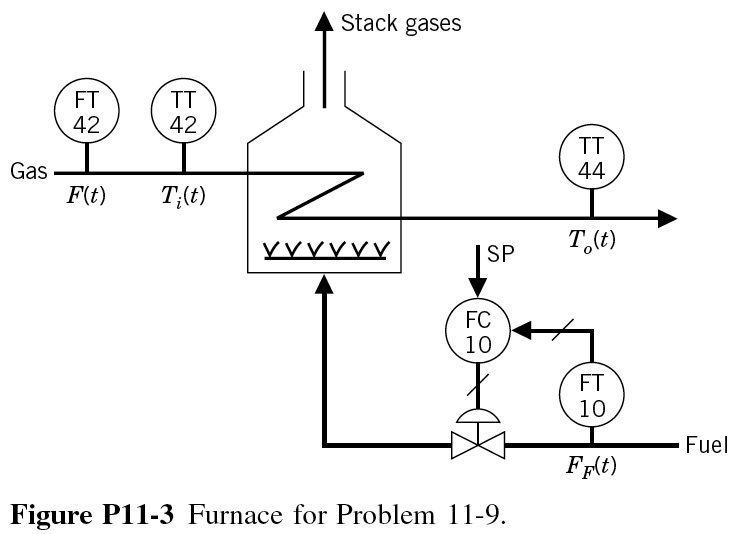 Stack gases
FT
42
TT
42
Gas
F(t)
Tᵢ(t)
TT
44
Tₒ(t)
SP
FC
10
FT
10
Fuel
F_F(t)
Figure P11-3 Furnace for Problem 11-9.